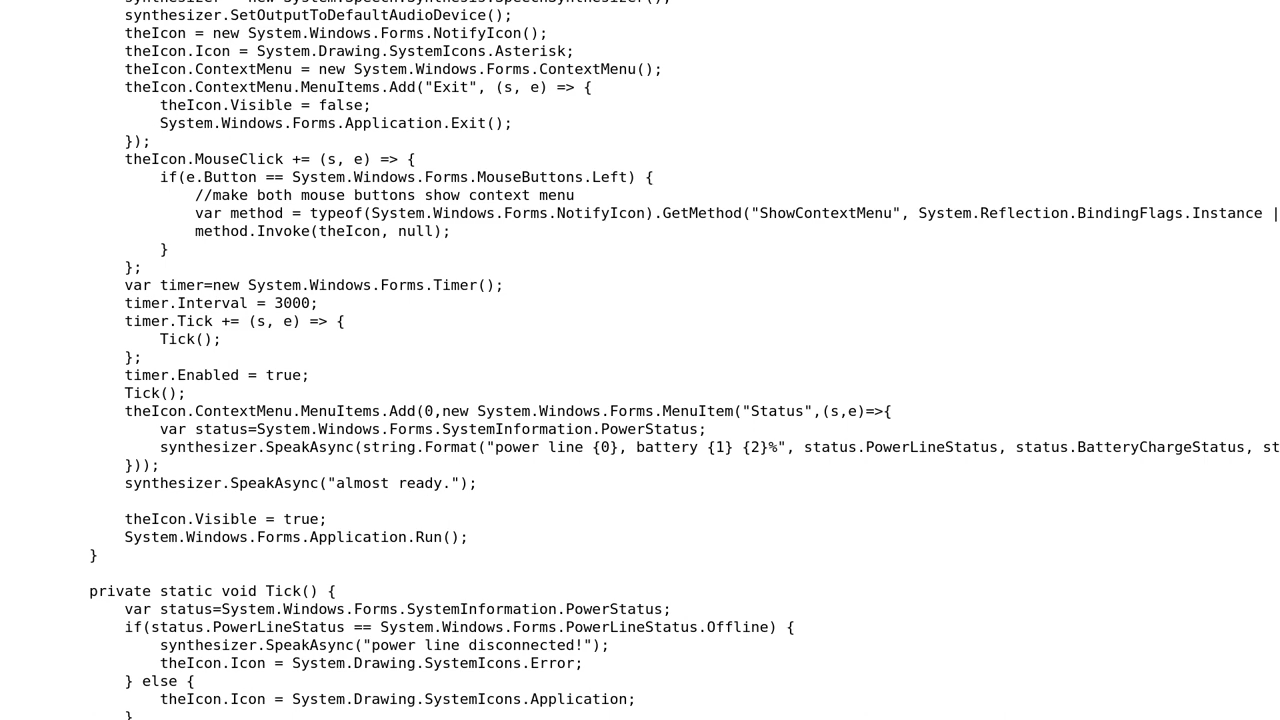 synthesizer = new System.Speech.Synthesis.SpeechSynthesizer();
synthesizer.SetOutputToDefaultAudioDevice();
theIcon = new System.Windows.Forms.NotifyIcon();
theIcon.Icon = System.Drawing.SystemIcons.Asterisk;
theIcon.ContextMenu = new System.Windows.Forms.ContextMenu();
theIcon.ContextMenu.MenuItems.Add("Exit", (s, e) => {
theIcon.Visible = false;
System.Windows.Forms.Application.Exit();
});
theIcon.MouseClick += (s, e) => {
if(e.Button == System.Windows.Forms.MouseButtons.Left) {
//make both mouse buttons show context menu
var method = typeof(System.Windows.Forms.NotifyIcon).GetMethod("ShowContextMenu", System.Reflection.BindingFlags.Instance |
method.Invoke(theIcon, null);
}
};
var timer=new System.Windows.Forms.Timer();
timer.Interval = 3000;
timer.Tick += (s, e) => {
Tick();
};
timer.Enabled = true;
Tick();
theIcon.ContextMenu.MenuItems.Add(0,new System.Windows.Forms.MenuItem("Status",(s,e)=>{
var status=System.Windows.Forms.SystemInformation.PowerStatus;
synthesizer.SpeakAsync(string.Format("power line {0}, battery {1} {2}%", status.PowerLineStatus, status.BatteryChargeStatus, st
}));
synthesizer.SpeakAsync("almost ready.");
theIcon.Visible = true;
System.Windows.Forms.Application.Run();
}
private static void Tick() {
var status=System.Windows.Forms.SystemInformation.PowerStatus;
if(status.PowerLineStatus == System.Windows.Forms.PowerLineStatus.Offline) {
synthesizer.SpeakAsync("power line disconnected!");
theIcon.Icon = System.Drawing.SystemIcons.Error;
} else {
theIcon.Icon = System.Drawing.SystemIcons.Application;
}